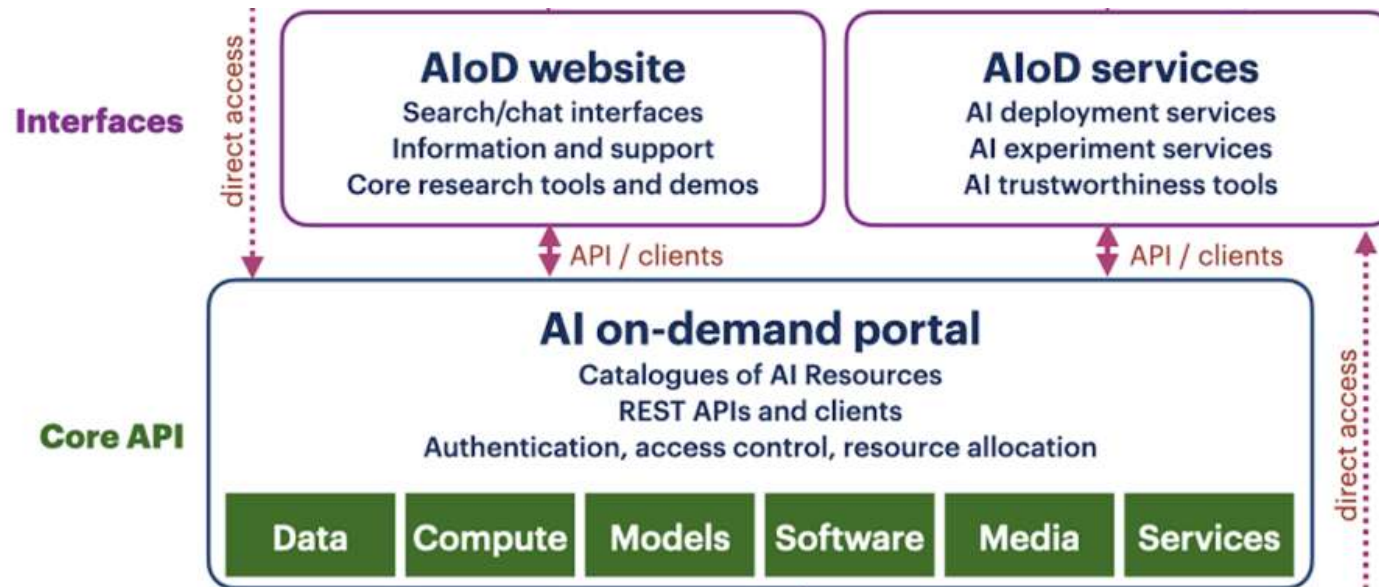 Interfaces
direct access
AIoD website
Search/chat interfaces
Information and support
Core research tools and demos
AIoD services
AI deployment services
AI experiment services
AI trustworthiness tools
API / clients
API / clients
Core API
AI on-demand portal
Catalogues of AI Resources
REST APIs and clients
Authentication, access control, resource allocation
Data
Compute
Models
Software
Media
Services
direct acccess